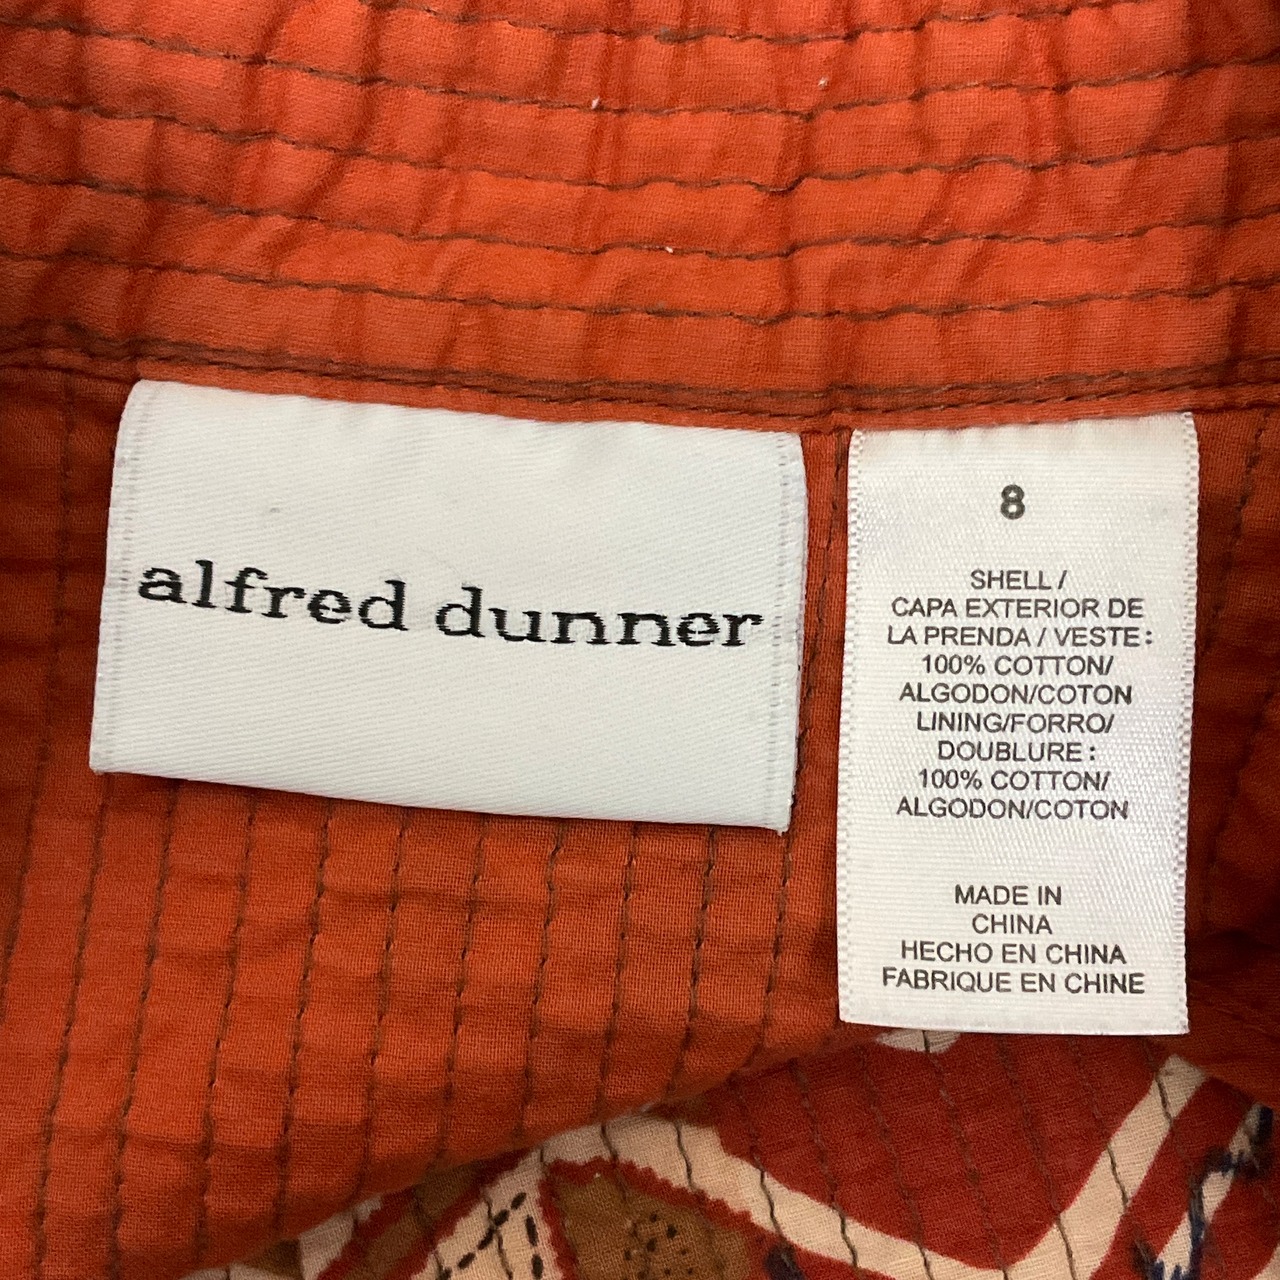 alfred dunner
8
SHELL /
CAPA EXTERIOR DE
LA PRENDA / VESTE :
100% COTTON/
ALGODON/COTON
LINING/FORRO/
DOUBLURE :
100% COTTON/
ALGODON/COTON
MADE IN
CHINA
HECHO EN CHINA
FABRIQUE EN CHINE